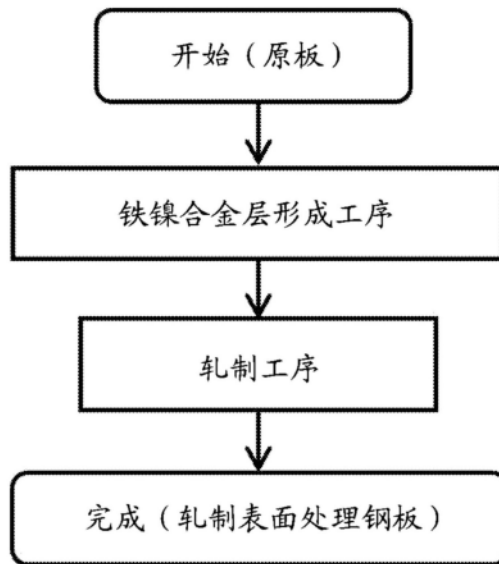 开始（原板）
铁镍合金层形成工序
轧制工序
完成（轧制表面处理钢板）